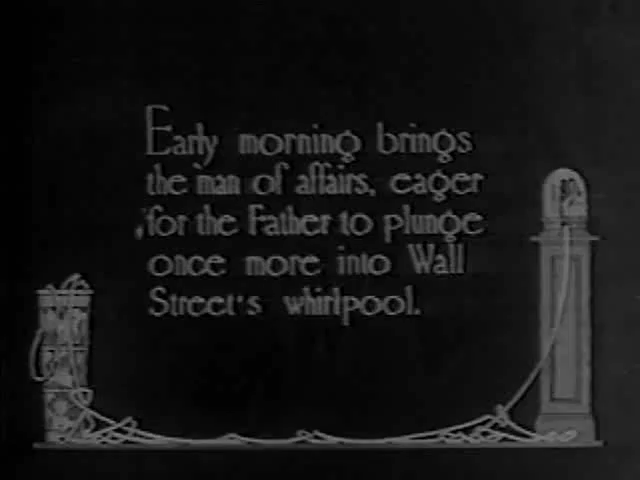 Early morning brings
the man of affairs, eager
for the Father to plunge
once more into Wall
Street's whirlpool.